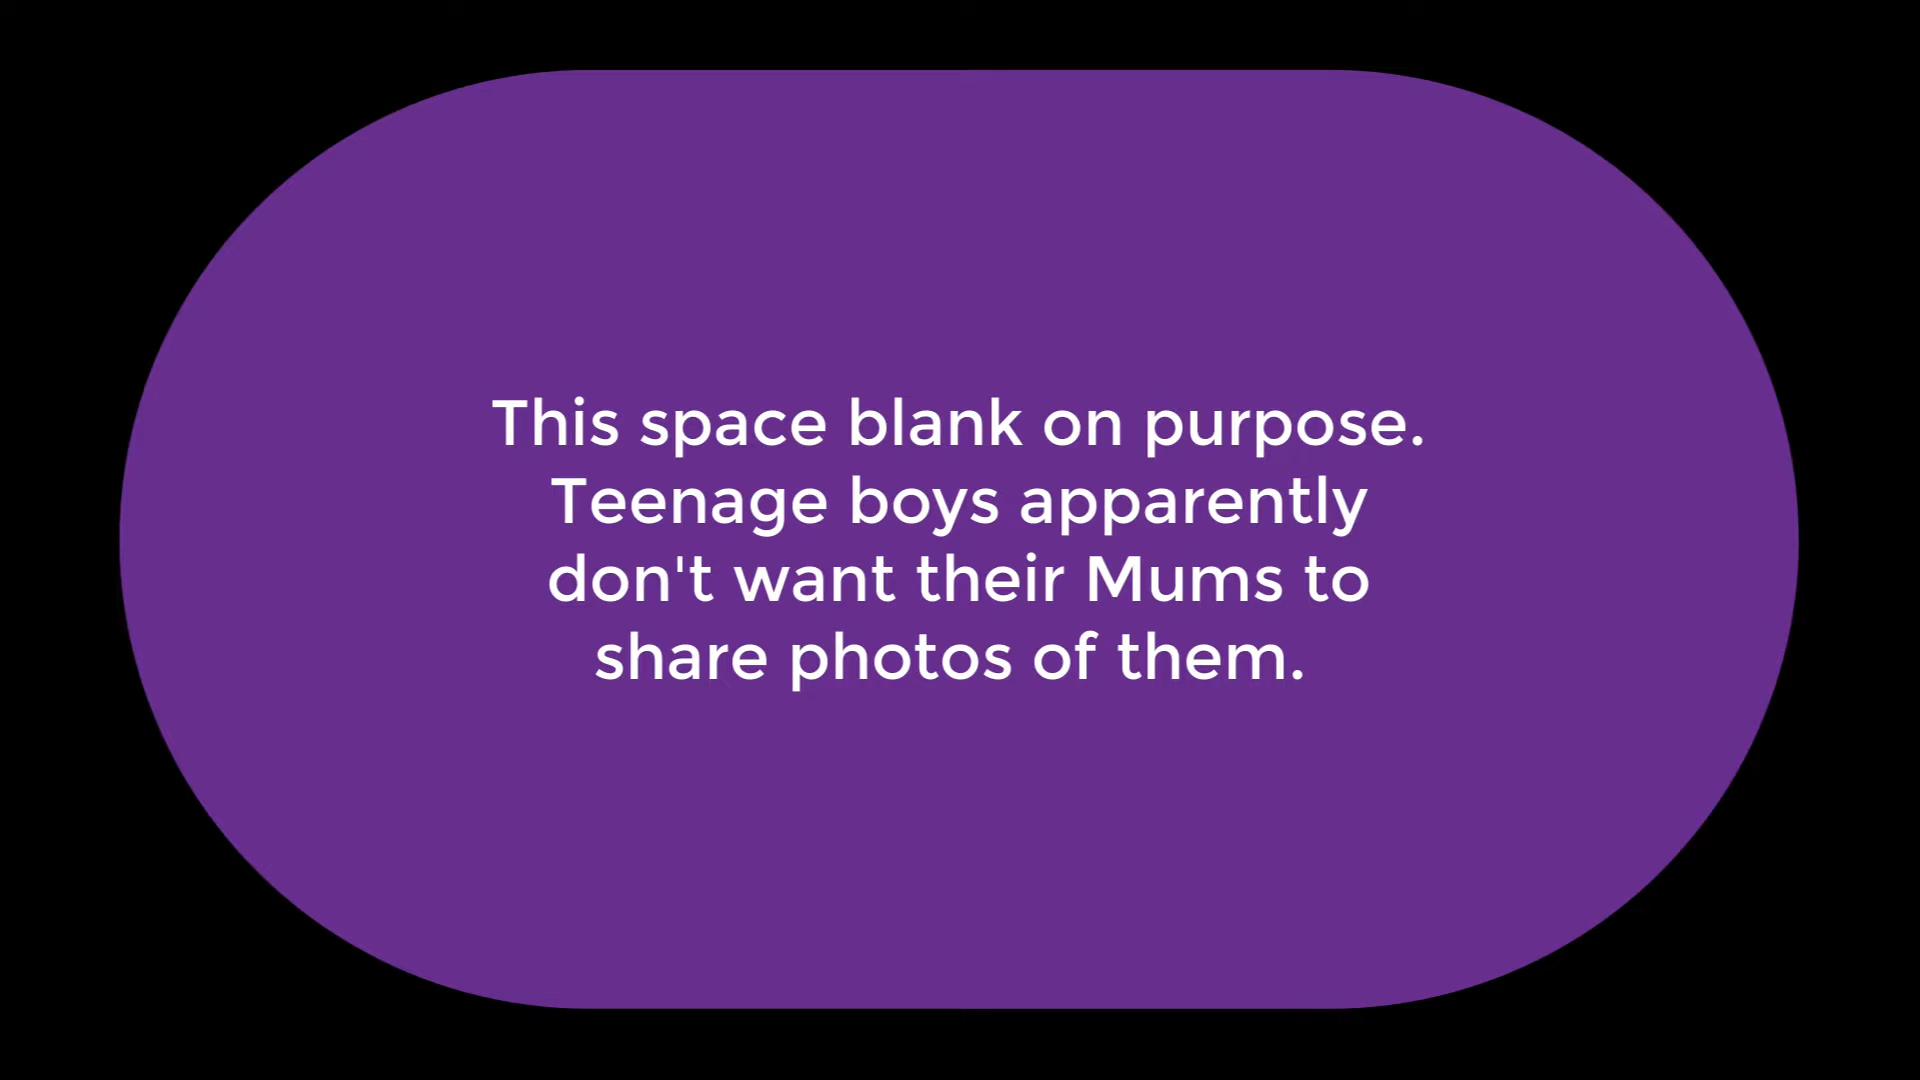 This space blank on purpose.
Teenage boys apparently
don't want their Mums to
share photos of them.